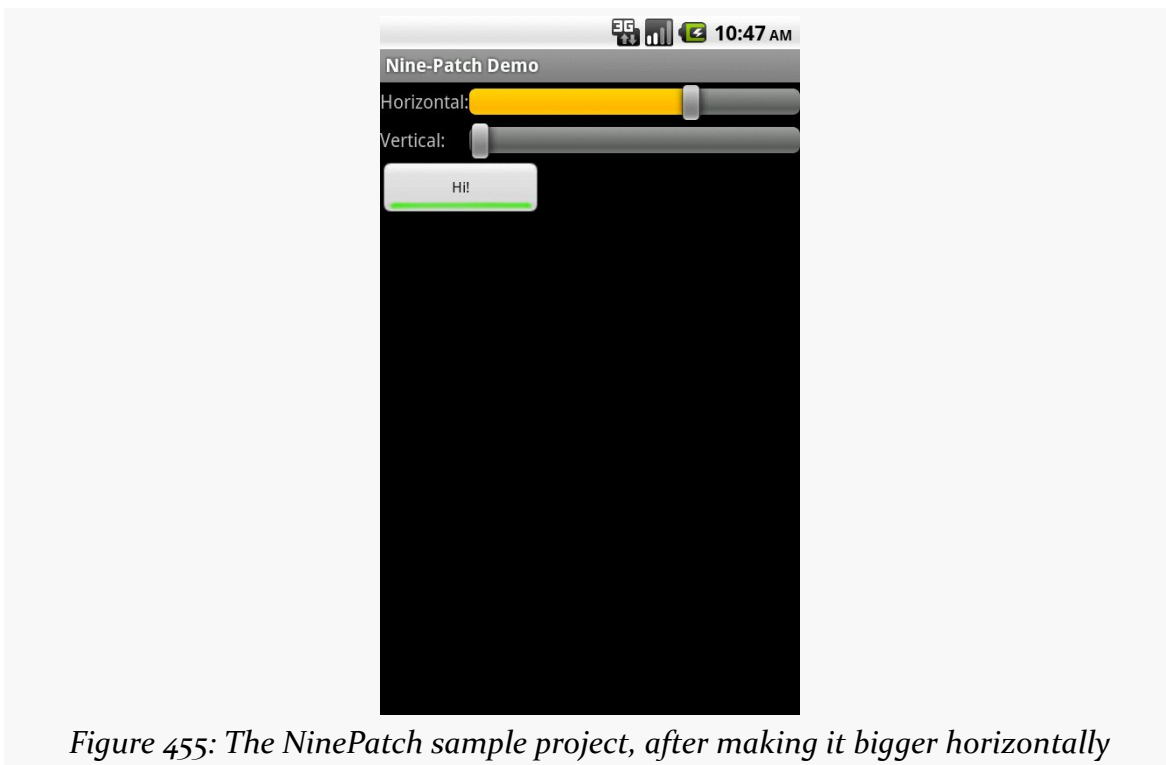 3G 10:47 AM
Nine-Patch Demo
Horizontal:
Vertical:
Hi!
Figure 455: The NinePatch sample project, after making it bigger horizontally